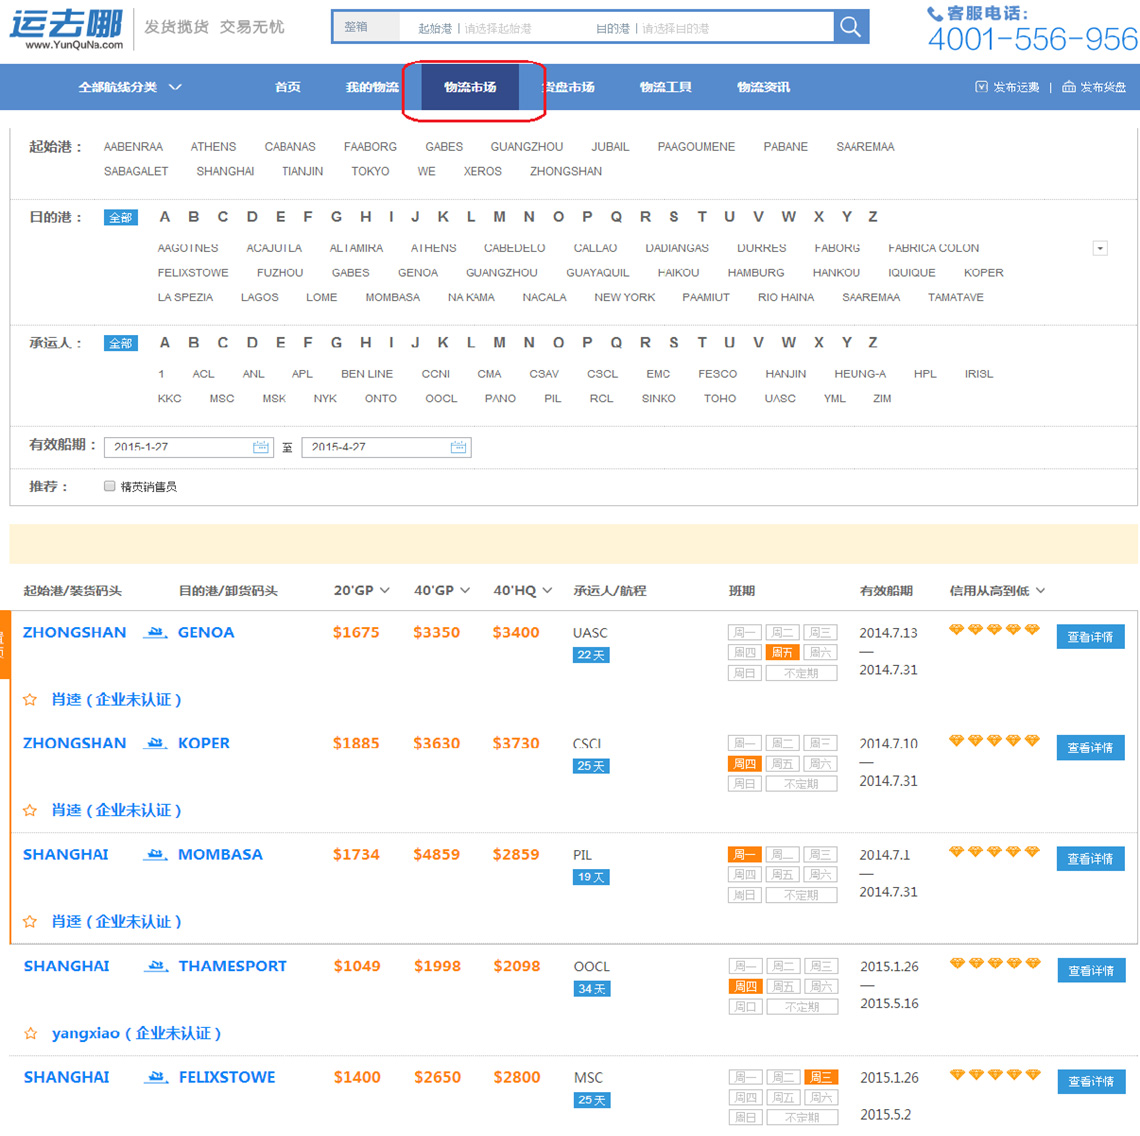 运去哪
www.YunQuNa.com
发货揽货 交易无忧
整箱 起始港 请选择起始港 目的港 请选择目的港
客服电话:
4001-556-956
全部航线分类 首页 我的物流 物流市场 货盘市场 物流工具 物流资讯 发布运费 | 发布货盘
起始港： AABENRAA ATHENS CABANAS FAABORG GABES GUANGZHOU JUBAIL PAAGOUMENE PABANE SAAREMAA
SABAGALET SHANGHAI TIANJIN TOKYO WE XEROS ZHONGSHAN
目的港： 全部 A B C D E F G H I J K L M N O P Q R S T U V W X Y Z
AAGOTNES ACAJUTLA ALTAMIRA ATHENS CABEDELO CALLAO DADIANGAS DURRES FABORG FABRICA COLON
FELIXSTOWE FUZHOU GABES GENOA GUANGZHOU GUAYAQUIL HAIKOU HAMBURG HANKOU IQUIQUE KOPER
LA SPEZIA LAGOS LOME MOMBASA NA KAMA NACALA NEW YORK PAAMIUT RIO HAINA SAAREMAA TAMATAVE
承运人： 全部 A B C D E F G H I J K L M N O P Q R S T U V W X Y Z
1 ACL ANL APL BEN LINE CCNI CMA CSAV CSCL EMC FESCO HANJIN HEUNG-A HPL IRISL
KKC MSC MSK NYK ONTO OOCL PANO PIL RCL SINKO TOHO UASC YML ZIM
有效船期： 2015-1-27 至 2015-4-27
推荐： 精英销售员
起始港/装货码头 目的港/卸货码头 20'GP 40'GP 40'HQ 承运人/航程 班期 有效船期 信用从高到低
ZHONGSHAN GENOA $1675 $3350 $3400 UASC 周一 周二 周三 2014.7.13 查看详情
22 天 周四 周五 周六 —
周日 不定期 2014.7.31
肖逵 ( 企业未认证 )
ZHONGSHAN KOPER $1885 $3630 $3730 CSCL 周一 周二 周三 2014.7.10 查看详情
25 天 周四 周五 周六 —
周日 不定期 2014.7.31
肖逵 ( 企业未认证 )
SHANGHAI MOMBASA $1734 $4859 $2859 PIL 周一 周二 周三 2014.7.1 查看详情
19 天 周四 周五 周六 —
周日 不定期 2014.7.31
肖逵 ( 企业未认证 )
SHANGHAI THAMESPORT $1049 $1998 $2098 OOCL 周一 周二 周三 2015.1.26 查看详情
34 天 周四 周五 周六 —
周日 不定期 2015.5.16
yangxiao ( 企业未认证 )
SHANGHAI FELIXSTOWE $1400 $2650 $2800 MSC 周一 周二 周三 2015.1.26 查看详情
25 天 周四 周五 周六
周日 不定期 2015.5.2